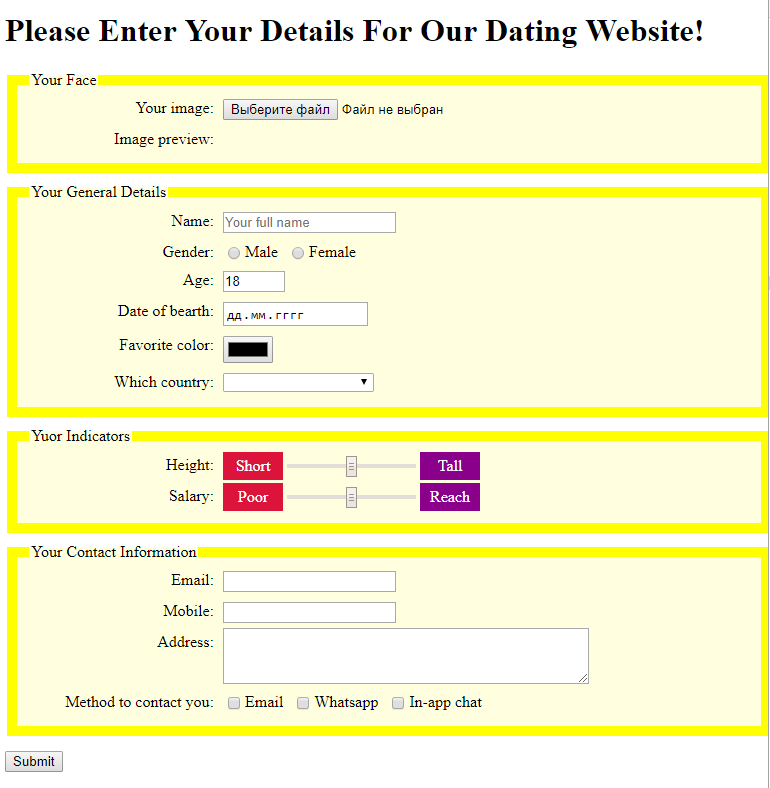 Please Enter Your Details For Our Dating Website!
Your Face
Your image: Выберите файл Файл не выбран
Image preview:
Your General Details
Name: Your full name
Gender: Male Female
Age: 18
Date of bearth: дд.мм.гггг
Favorite color:
Which country:
Yuor Indicators
Height: Short Tall
Salary: Poor Reach
Your Contact Information
Email:
Mobile:
Address:
Method to contact you: Email Whatsapp In-app chat
Submit